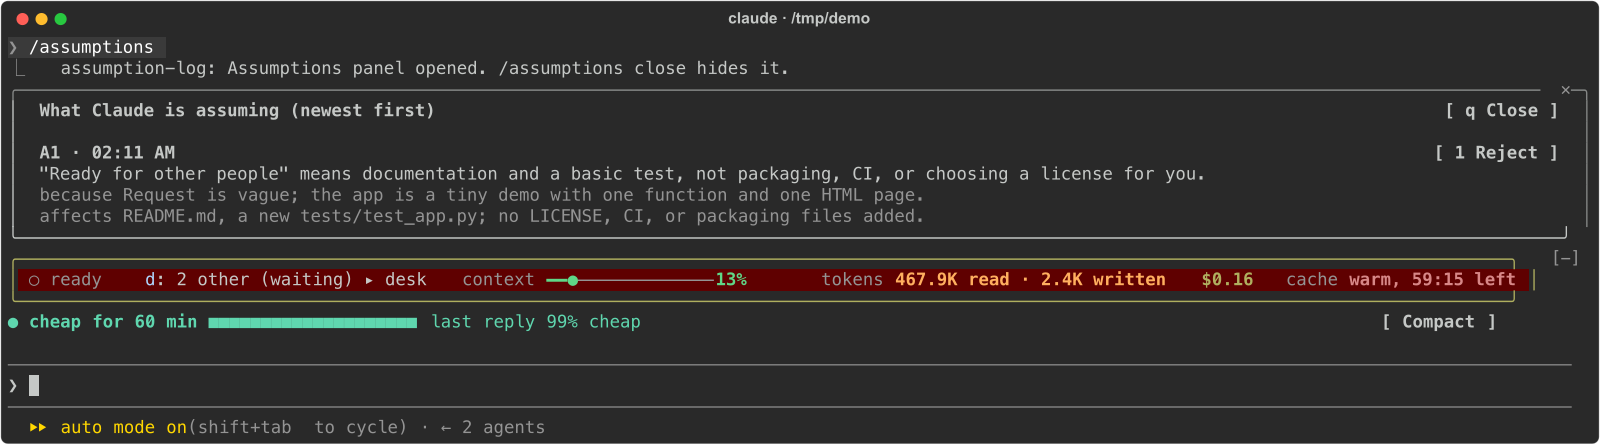 claude · /tmp/demo
❯ /assumptions
assumption-log: Assumptions panel opened. /assumptions close hides it.
×
What Claude is assuming (newest first) [ q Close ]
A1 · 02:11 AM [ 1 Reject ]
"Ready for other people" means documentation and a basic test, not packaging, CI, or choosing a license for you.
because Request is vague; the app is a tiny demo with one function and one HTML page.
affects README.md, a new tests/test_app.py; no LICENSE, CI, or packaging files added.
[−]
○ ready d: 2 other (waiting) ▸ desk context 13% tokens 467.9K read · 2.4K written $0.16 cache warm, 59:15 left
● cheap for 60 min last reply 99% cheap [ Compact ]
❯
⏵⏵ auto mode on(shift+tab to cycle) · ← 2 agents